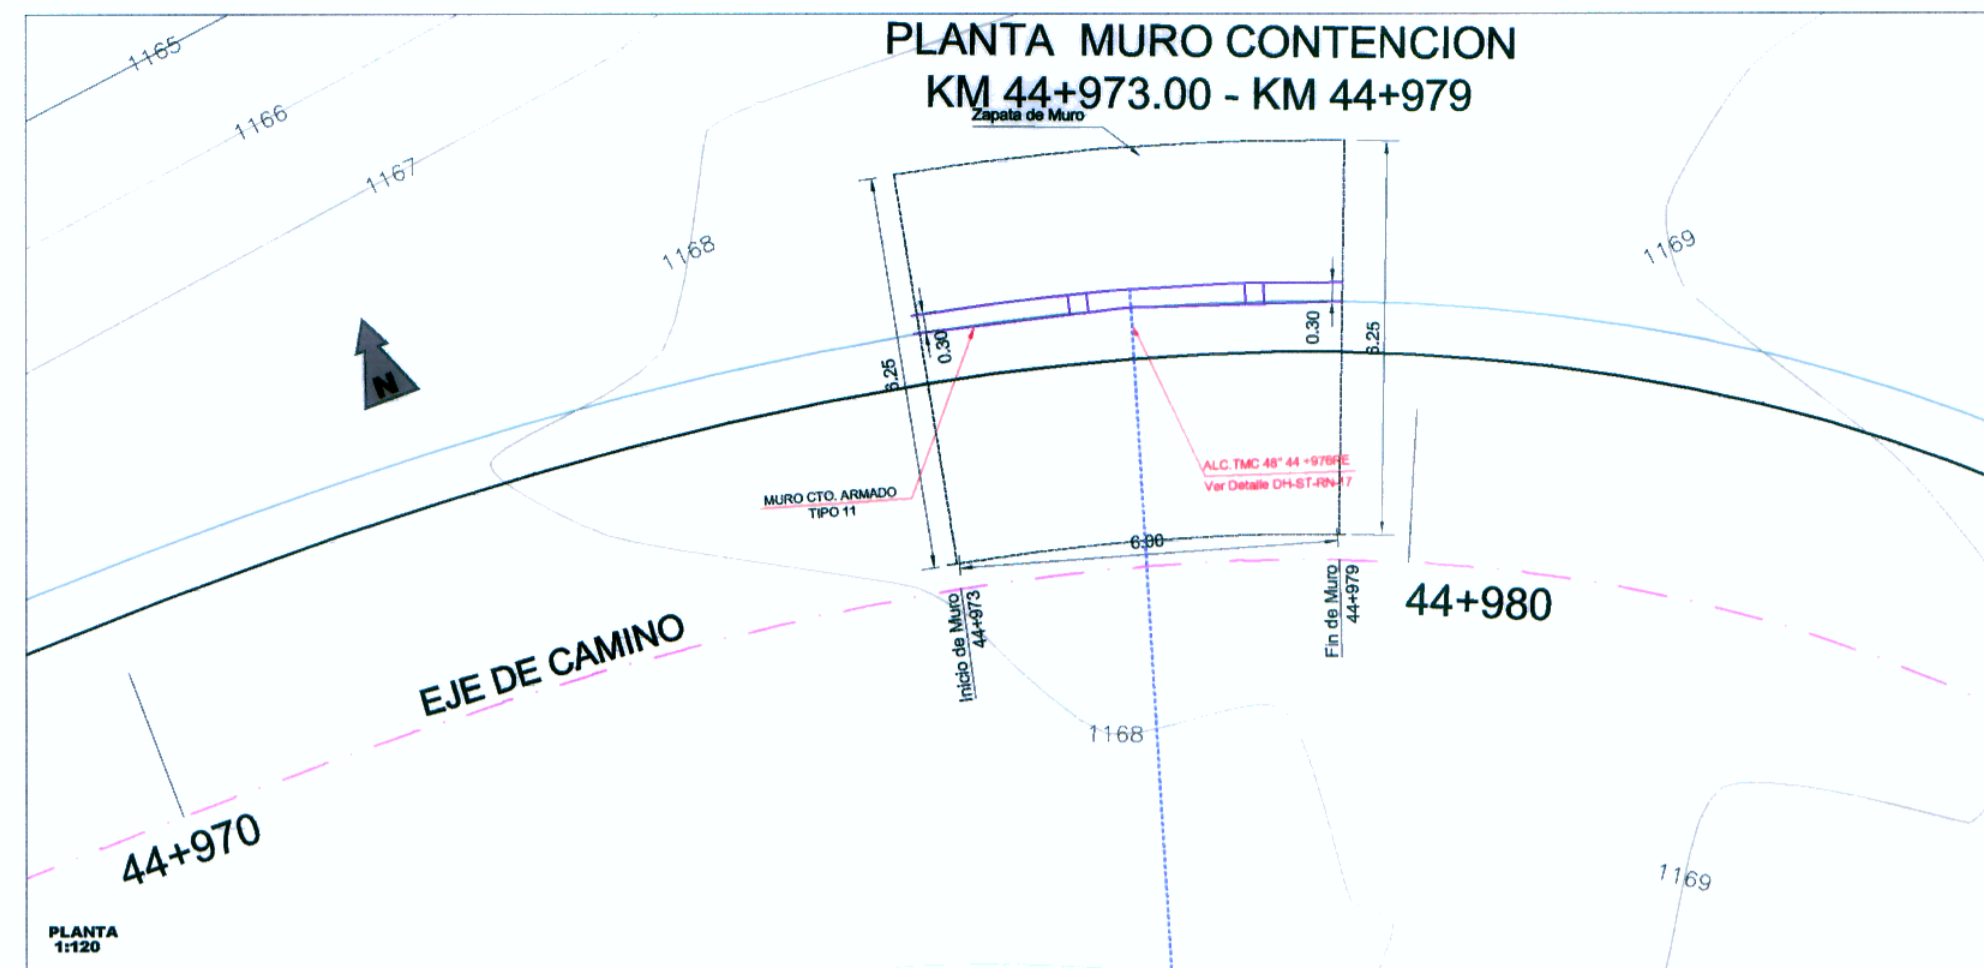 PLANTA MURO CONTENCION
KM 44+973.00 - KM 44+979
Zapata de Muro
1165
1166
1167
1168
1169
N
0.30
6.25
0.30
6.25
MURO CTO. ARMADO
TIPO 11
ALC.TMC 48" 44 +976RE
Ver Detalle DH-ST-RN-17
6.00
Inicio de Muro
44+973
Fin de Muro
44+979
44+980
EJE DE CAMINO
1168
44+970
1169
PLANTA
1:120